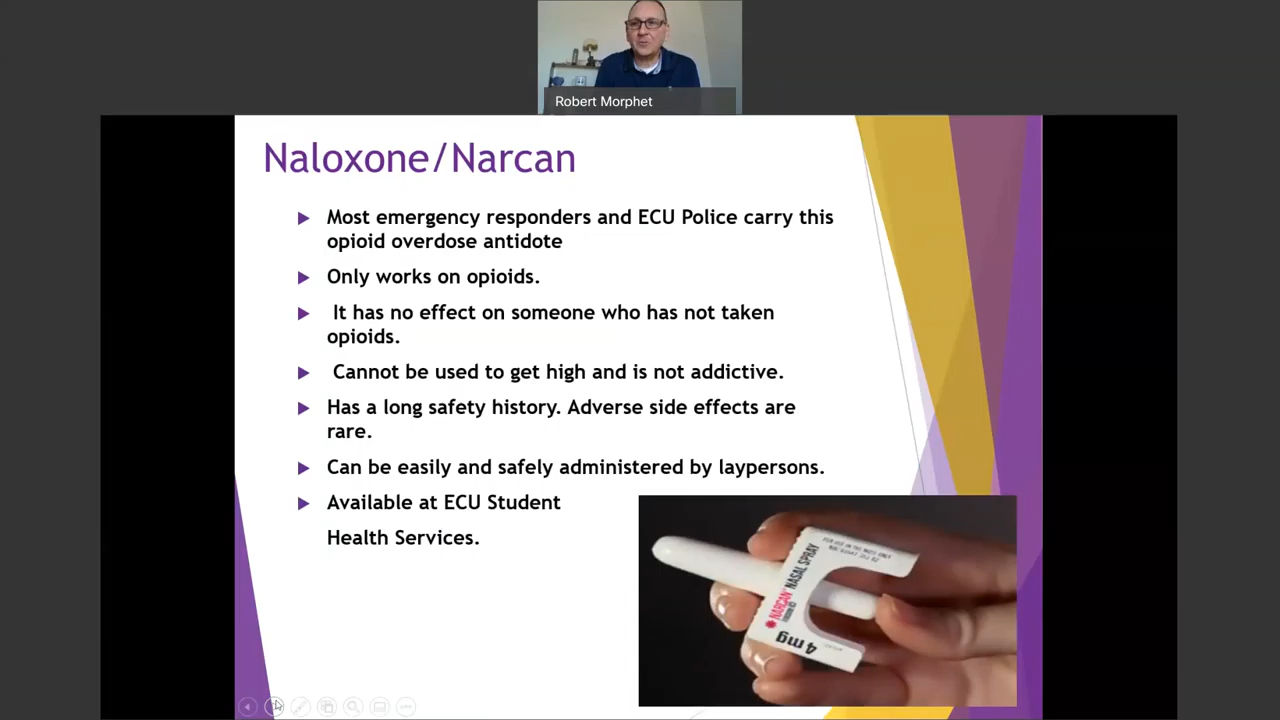 Robert Morphet
Naloxone/Narcan
Most emergency responders and ECU Police carry this
opioid overdose antidote
Only works on opioids.
It has no effect on someone who has not taken
opioids.
Cannot be used to get high and is not addictive.
Has a long safety history. Adverse side effects are
rare.
Can be easily and safely administered by laypersons.
Available at ECU Student
Health Services.
NARCAN NASAL SPRAY
4 mg